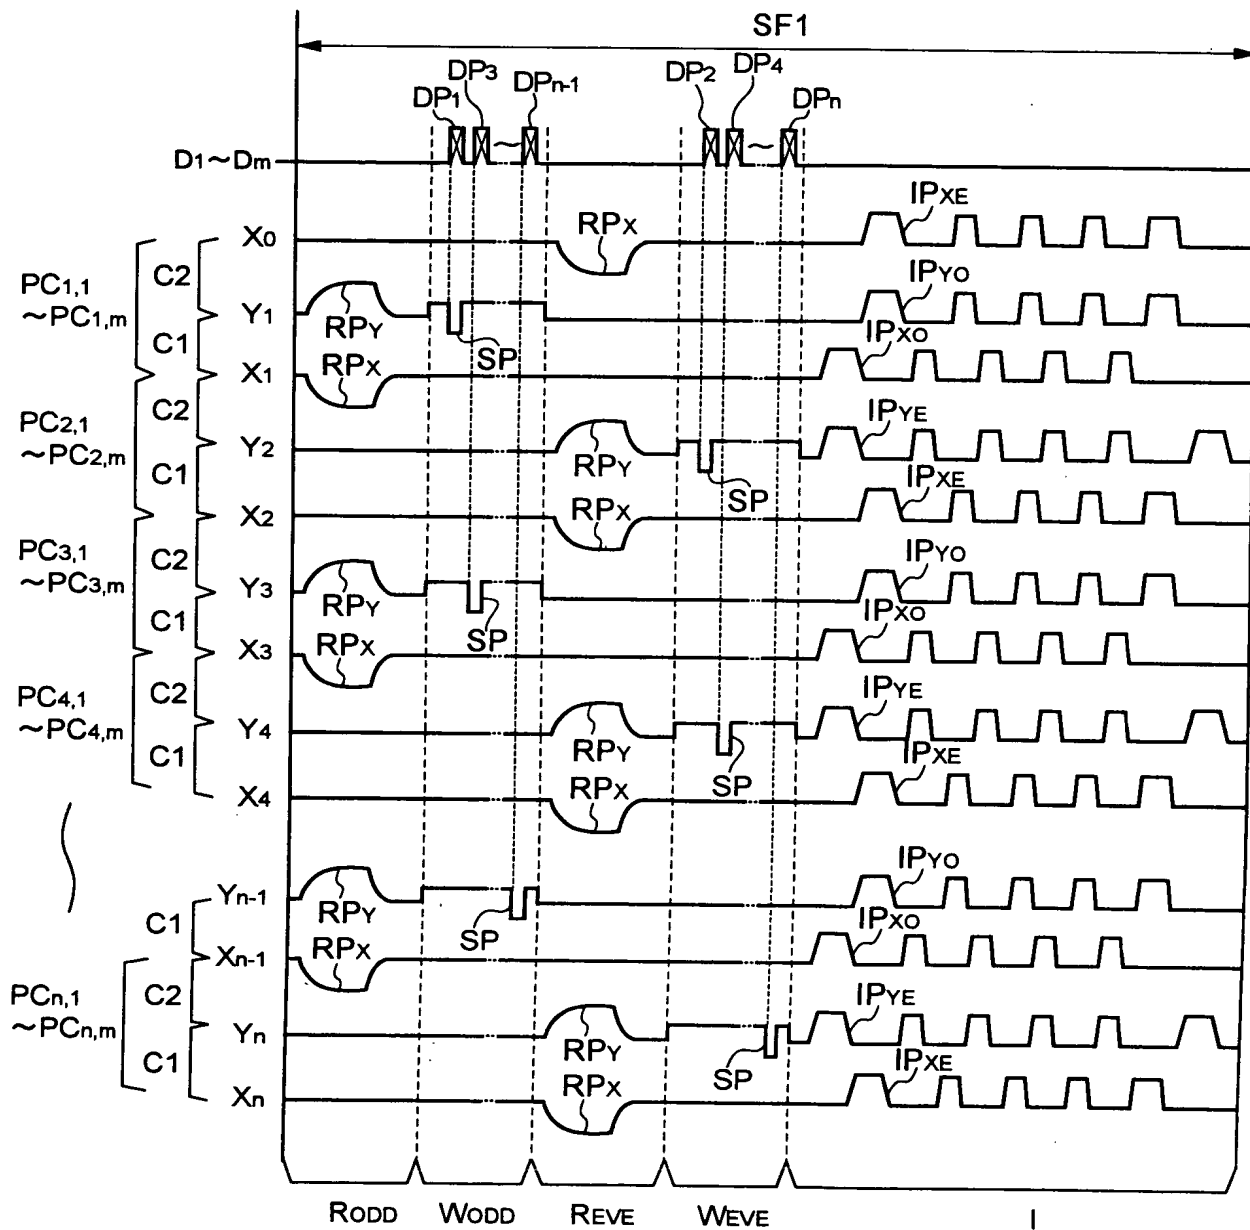 SF1
DP1 DP3 DPn-1 DP2 DP4 DPn
D1~Dm
X0 RPX IPXE
PC1,1
~PC1,m
C2
Y1 RPY SP IPYO
C1
X1 RPX IPXO
PC2,1
~PC2,m
C2
Y2 RPY SP IPYE
C1
X2 RPX IPXE
PC3,1
~PC3,m
C2
Y3 RPY SP IPYO
C1
X3 RPX IPXO
PC4,1
~PC4,m
C2
Y4 RPY SP IPYE
C1
X4 RPX IPXE
Yn-1 RPY SP IPYO
C1
Xn-1 RPX IPXO
PCn,1
~PCn,m
C2
Yn RPY SP IPYE
C1
Xn RPX IPXE
RODD WODD REVE WEVE I